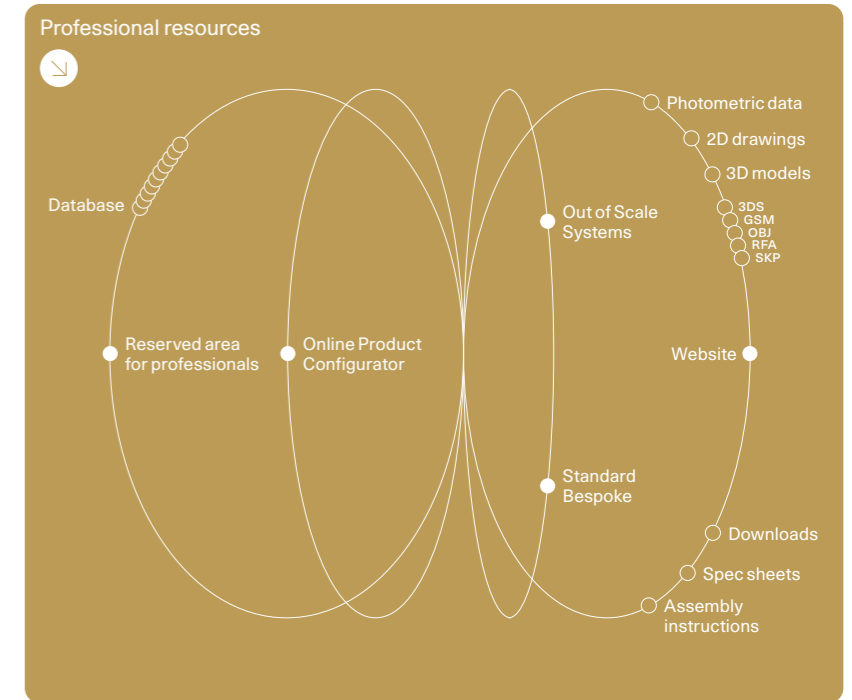 Professional resources
Photometric data
2D drawings
3D models
Database
3DS
GSM
OBJ
RFA
SKP
Out of Scale
Systems
Reserved area
for professionals
Online Product
Configurator
Website
Standard
Bespoke
Downloads
Spec sheets
Assembly
instructions